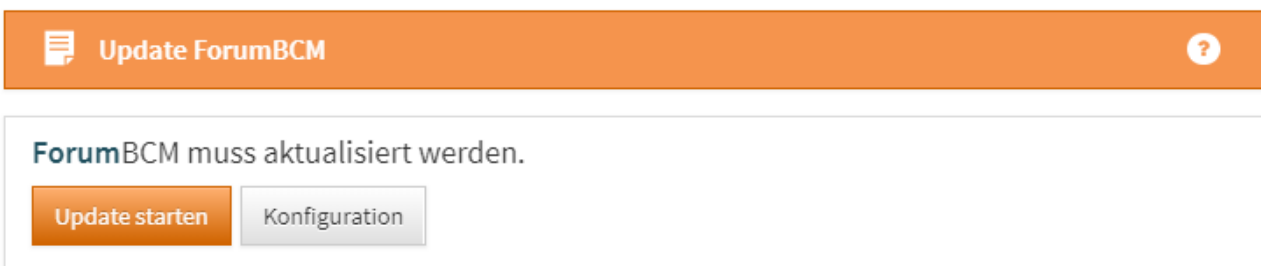 Update ForumBCM
?
ForumBCM muss aktualisiert werden.
Update starten
Konfiguration